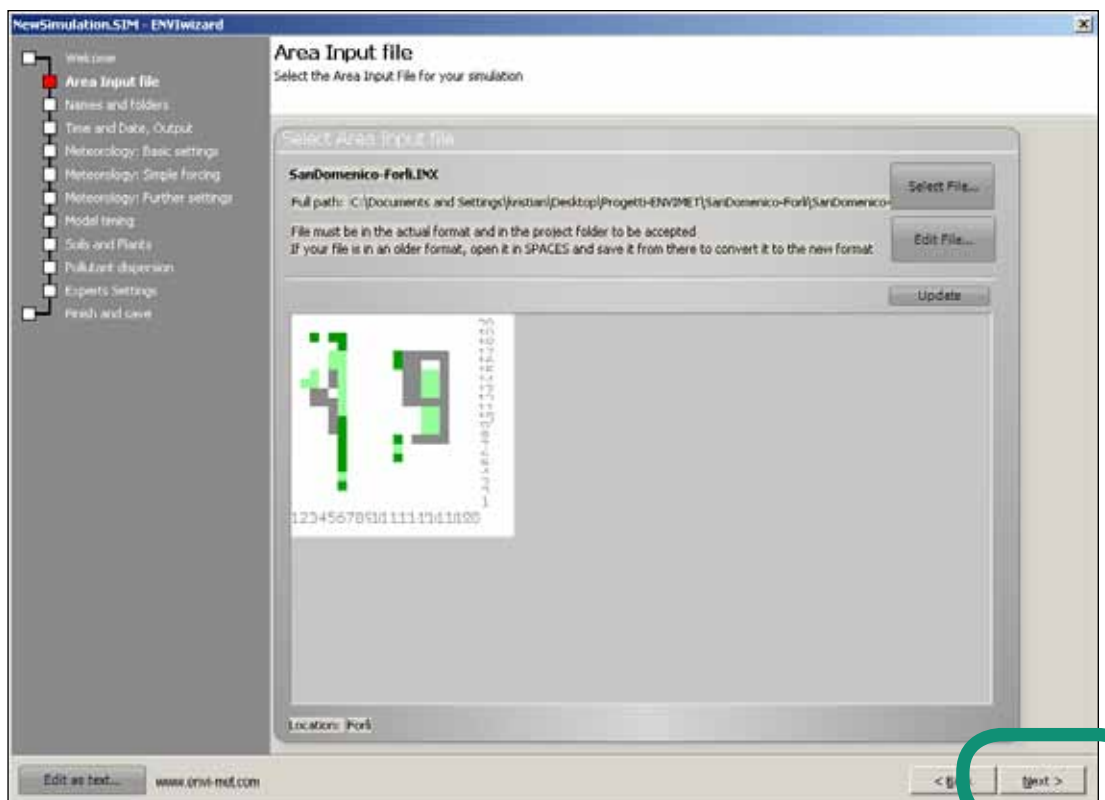 NewSimulation.SIM - ENVIwizard
Welcome
Area Input file
Names and folders
Time and Date, Output
Meteorology: Basic settings
Meteorology: Simple forcing
Meteorology: Further settings
Model timing
Soils and Plants
Pollutant dispersion
Experts Settings
Finish and save
Area Input file
Select the Area Input File for your simulation
Select Area Input file
SanDomenico-Forlì.INX
Full path: C:\Documents and Settings\kristian\Desktop\Progetti-ENVIMET\SanDomenico-Forlì\SanDomenico-
File must be in the actual format and in the project folder to be accepted
If your file is in an older format, open it in SPACES and save it from there to convert it to the new format
Select File...
Edit File...
Update
Location: Forlì
Edit as text...
www.envi-met.com
Next >